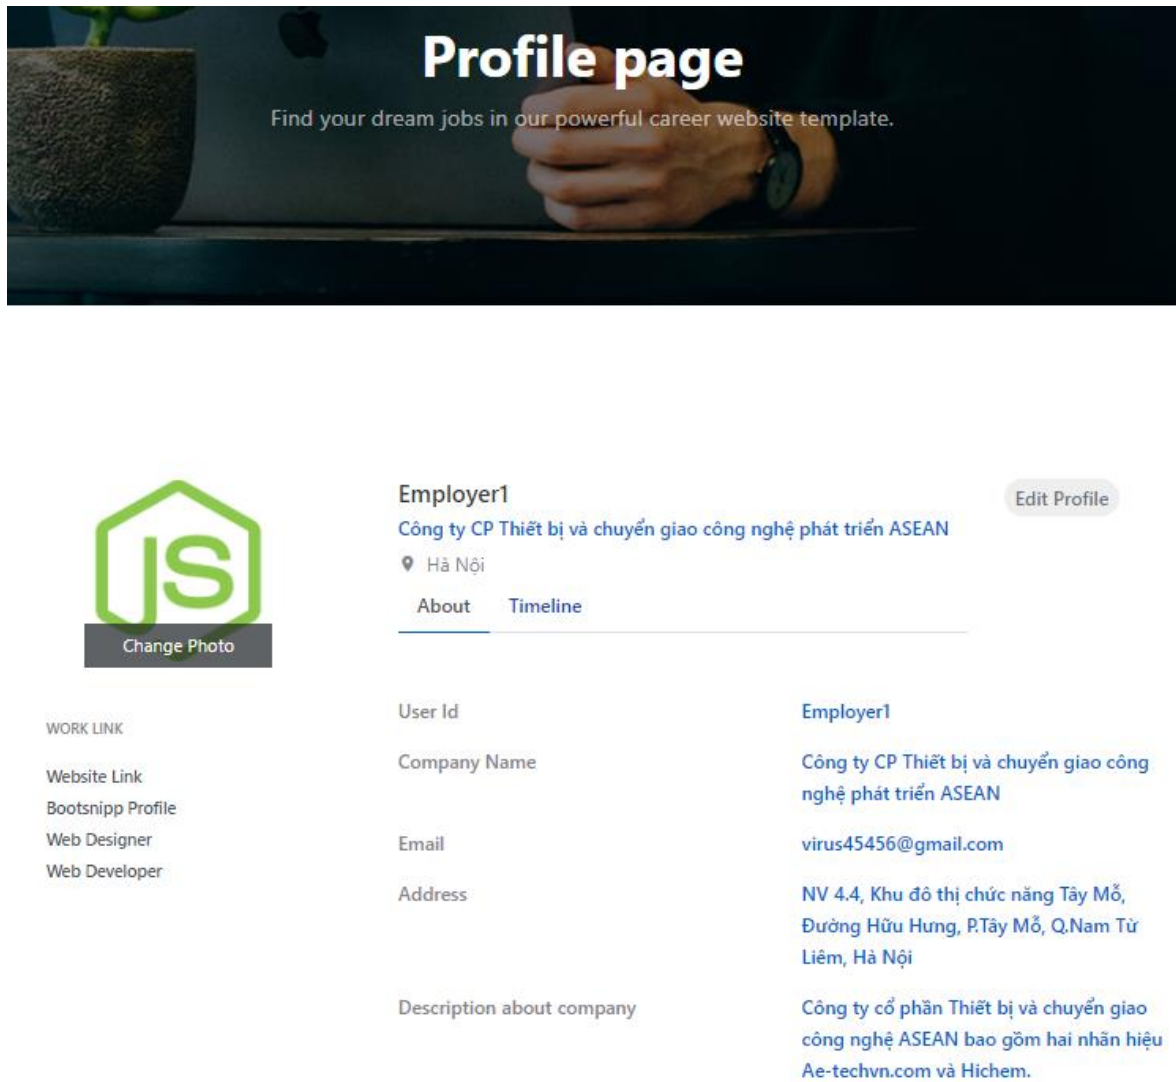 Profile page
Find your dream jobs in our powerful career website template.
JS
Change Photo
WORK LINK
Website Link
Bootsnipp Profile
Web Designer
Web Developer
Employer1
Công ty CP Thiết bị và chuyển giao công nghệ phát triển ASEAN
Hà Nội
Edit Profile
About Timeline
User Id Employer1
Company Name Công ty CP Thiết bị và chuyển giao công
nghệ phát triển ASEAN
Email virus45456@gmail.com
Address NV 4.4, Khu đô thị chức năng Tây Mỗ,
Đường Hữu Hưng, P.Tây Mỗ, Q.Nam Từ
Liêm, Hà Nội
Description about company Công ty cổ phần Thiết bị và chuyển giao
công nghệ ASEAN bao gồm hai nhãn hiệu
Ae-techvn.com và Hichem.